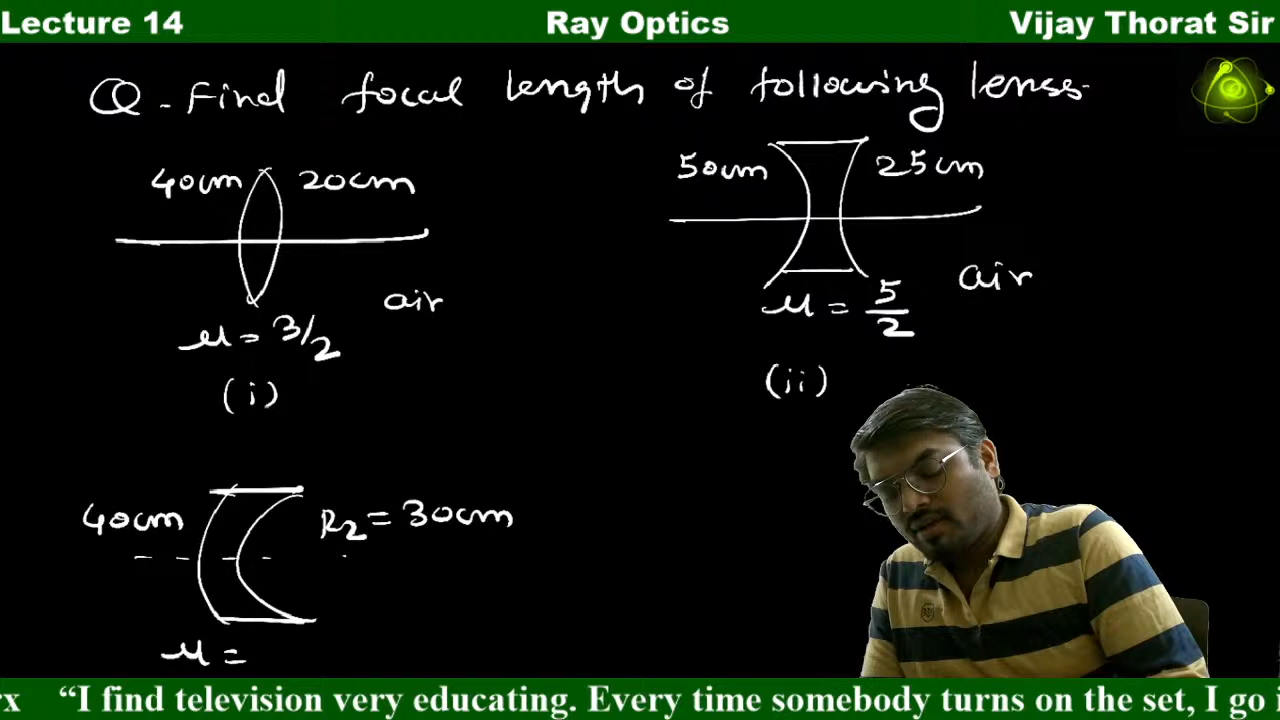 Lecture 14 Ray Optics Vijay Thorat Sir
Q - Find focal length of following lenses.
40cm 20cm
50cm 25cm
air
μ = 3/2
(i)
air
μ = 5/2
(ii)
40cm R2 = 30cm
μ =
rx “I find television very educating. Every time somebody turns on the set, I go i